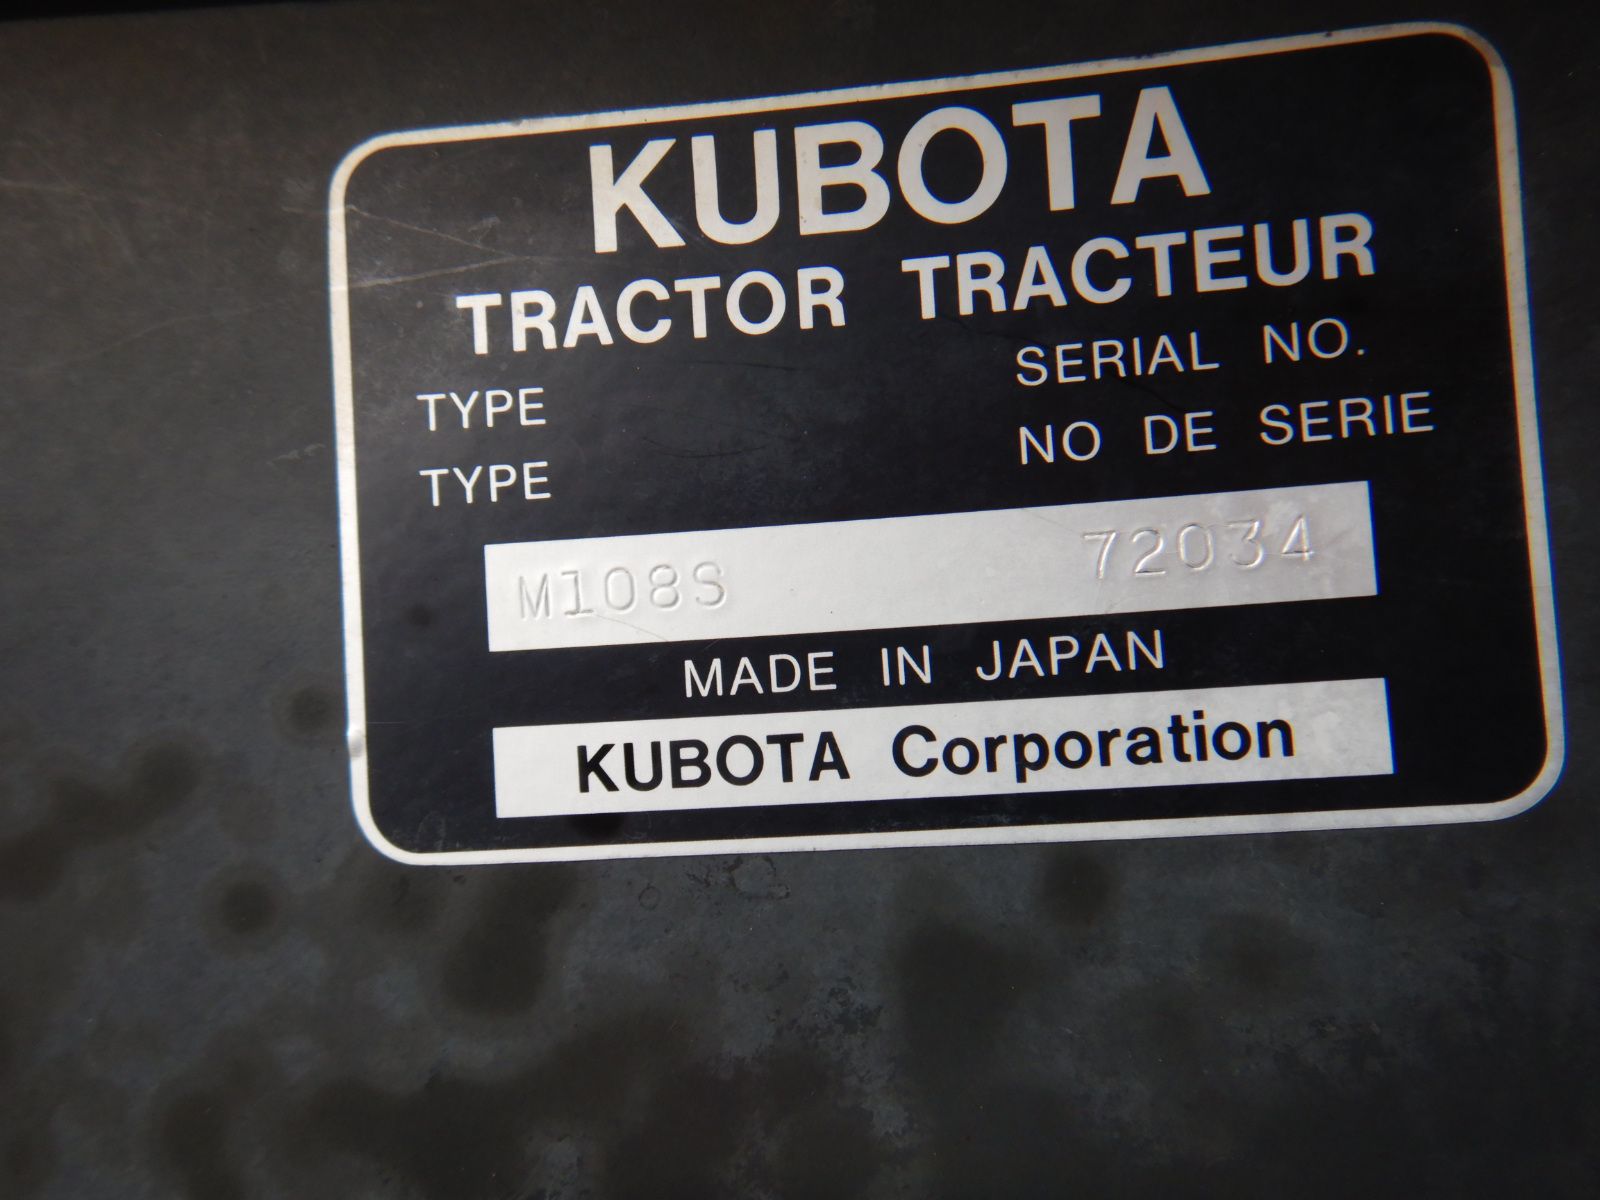 KUBOTA
TRACTOR TRACTEUR
TYPE SERIAL NO.
TYPE NO DE SERIE
M108S 72034
MADE IN JAPAN
KUBOTA Corporation